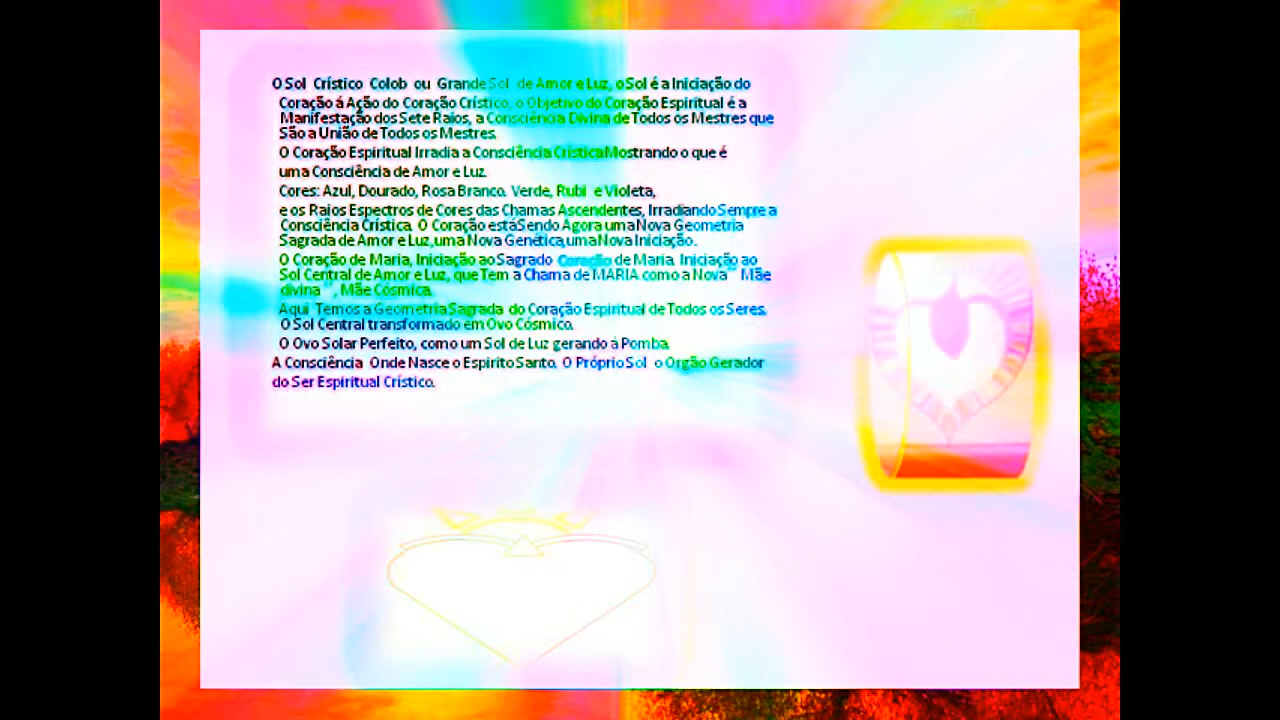 O Sol Crístico Colob ou Grande Sol de Amor e Luz, o Sol é a Iniciação do
Coração á Ação do Coração Crístico, o Objetivo do Coração Espiritual é a
Manifestação dos Sete Raios, a Consciência Divina de Todos os Mestres que
São a União de Todos os Mestres.
O Coração Espiritual Irradia a Consciência Crística Mostrando o que é
uma Consciência de Amor e Luz.
Cores: Azul, Dourado, Rosa Branco. Verde, Rubi e Violeta,
e os Raios Espectros de Cores das Chamas Ascendentes, Irradiando Sempre a
Consciência Crística. O Coração está Sendo Agora uma Nova Geometria
Sagrada de Amor e Luz, uma Nova Genética, uma Nova Iniciação.
O Coração de Maria, Iniciação ao Sagrado Coração de Maria. Iniciação ao
Sol Central de Amor e Luz, que Tem a Chama de MARIA como a Nova " Mãe
divina ", Mãe Cósmica.
Aqui Temos a Geometria Sagrada do Coração Espiritual de Todos os Seres.
O Sol Central transformado em Ovo Cósmico.
O Ovo Solar Perfeito, como um Sol de Luz gerando á Pomba.
A Consciência Onde Nasce o Espirito Santo. O Próprio Sol o Orgão Gerador
do Ser Espiritual Crístico.